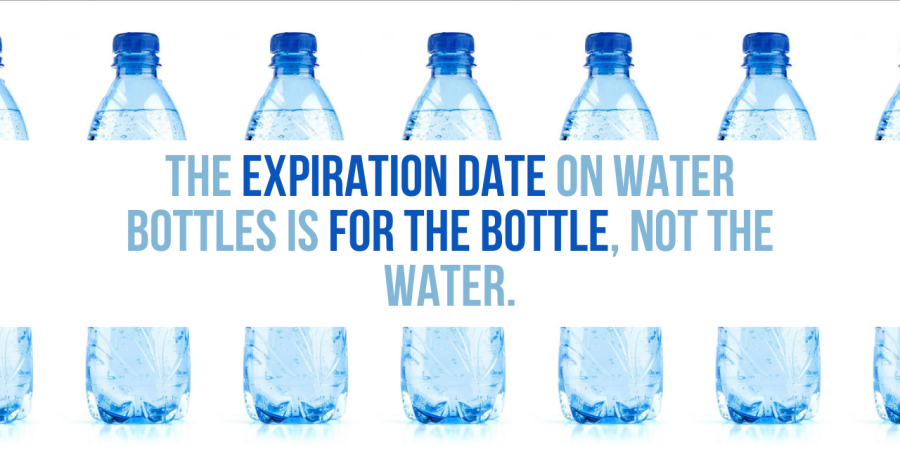 THE EXPIRATION DATE ON WATER
BOTTLES IS FOR THE BOTTLE, NOT THE
WATER.